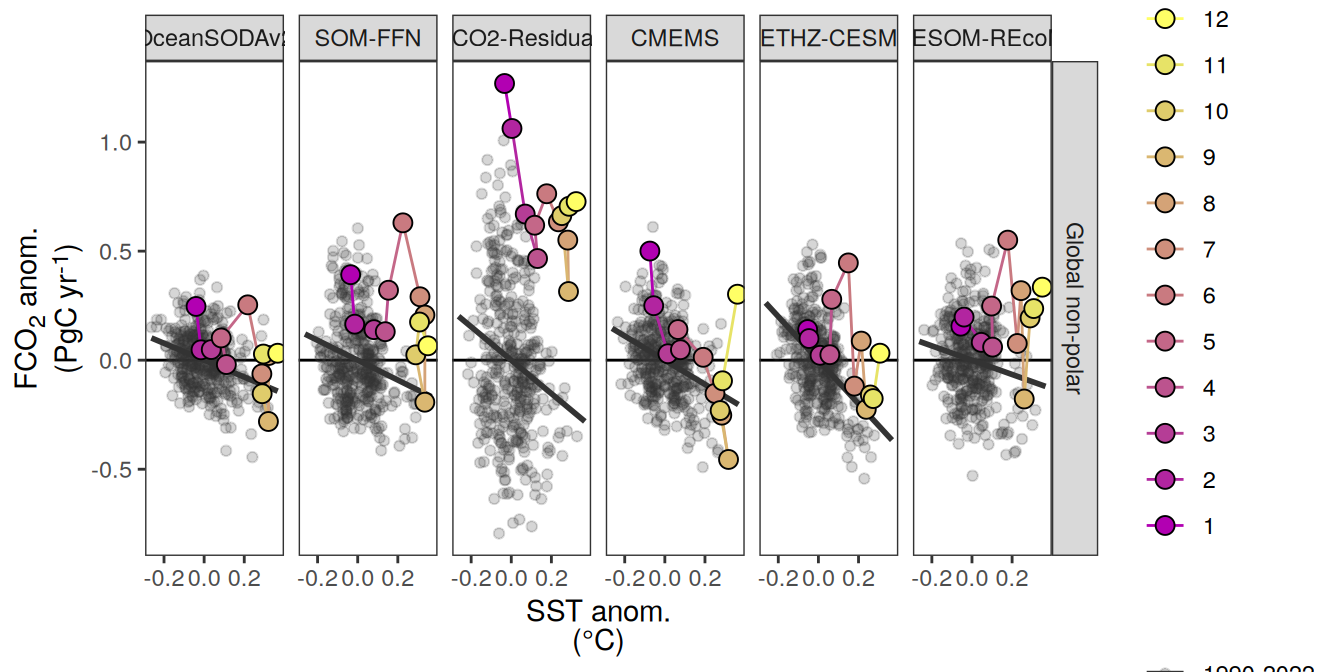 OceanSODAv2 SOM-FFN CO2-Residua CMEMS ETHZ-CESM ESOM-REcoM
12
11
10
9
8
7
6
5
4
3
2
1
1.0
0.5
0.0
-0.5
FCO2 anom.
(PgC yr-1)
Global non-polar
-0.2 0.0 0.2 -0.2 0.0 0.2 -0.2 0.0 0.2 -0.2 0.0 0.2 -0.2 0.0 0.2 -0.2 0.0 0.2
SST anom.
(°C)